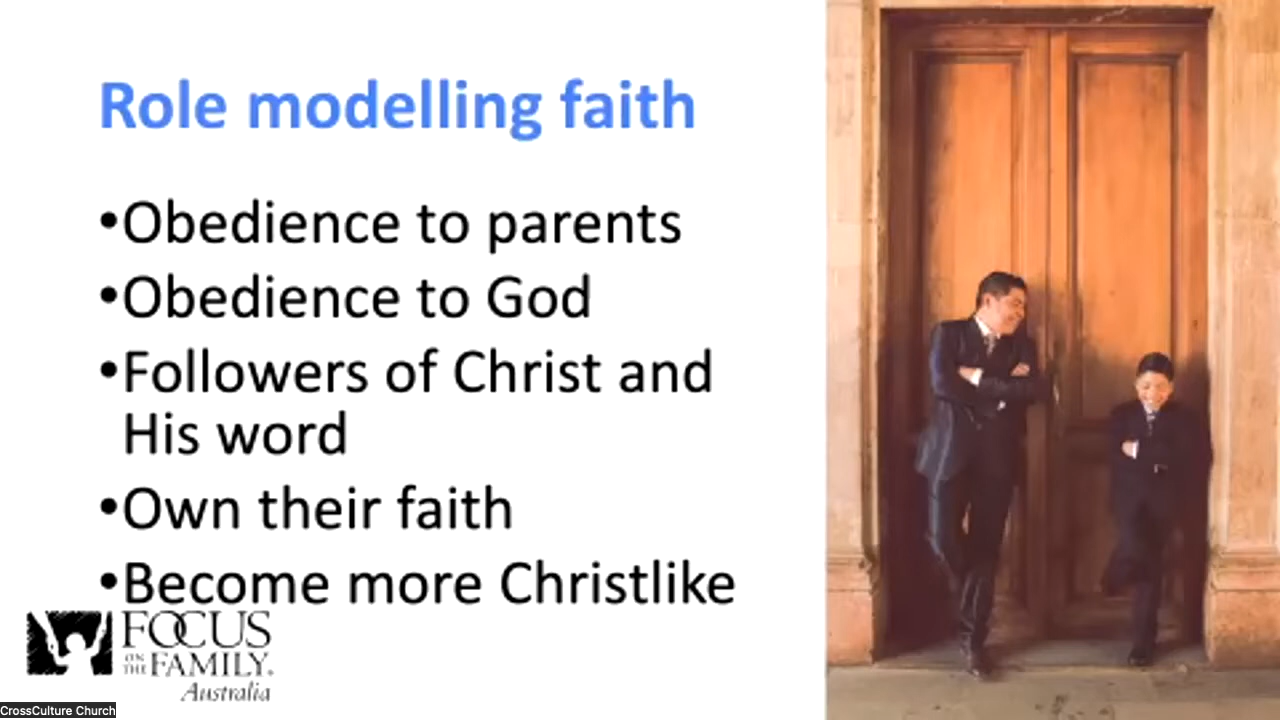 Role modelling faith
•Obedience to parents
•Obedience to God
•Followers of Christ and
His word
•Own their faith
•Become more Christlike
FOCUS
ON THE FAMILY.
Australia
CrossCulture Church